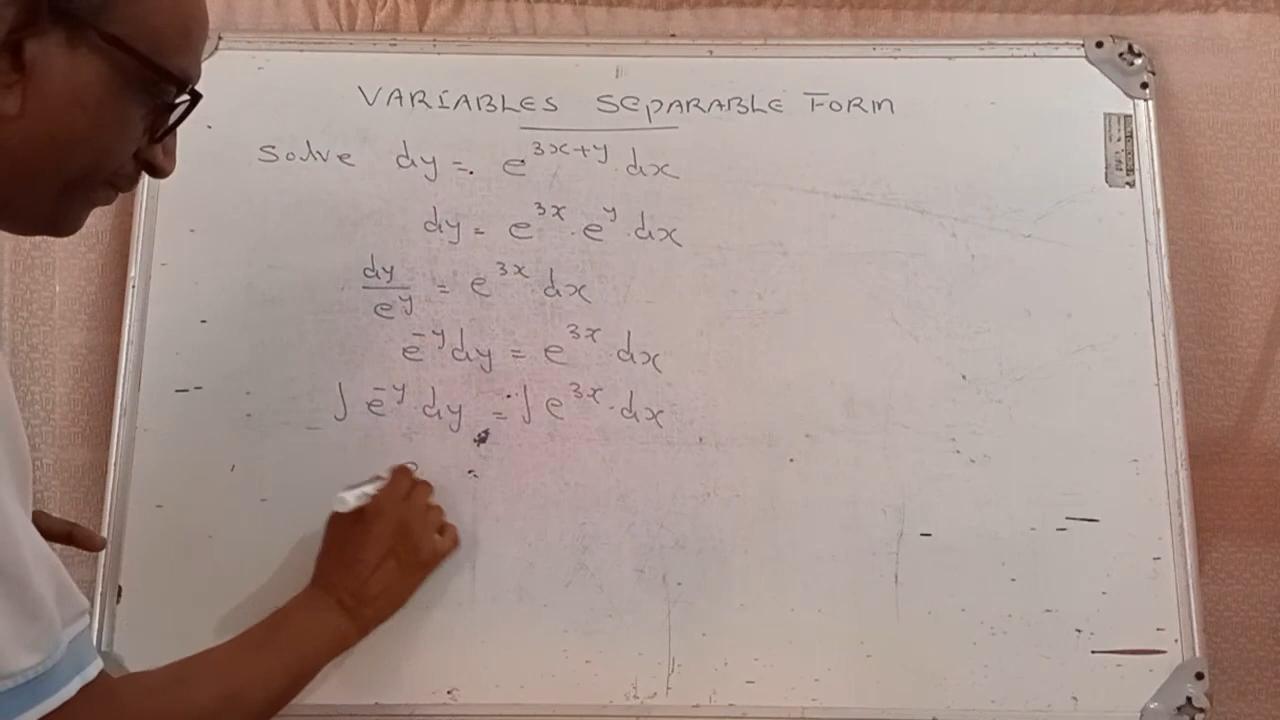 VARIABLES SEPARABLE FORM
Solve dy = e^{3x+y}.dx
dy = e^{3x}.e^{y}.dx
dy/e^{y} = e^{3x} dx
e^{-y}dy = e^{3x}.dx
∫e^{-y}.dy = ∫e^{3x}.dx